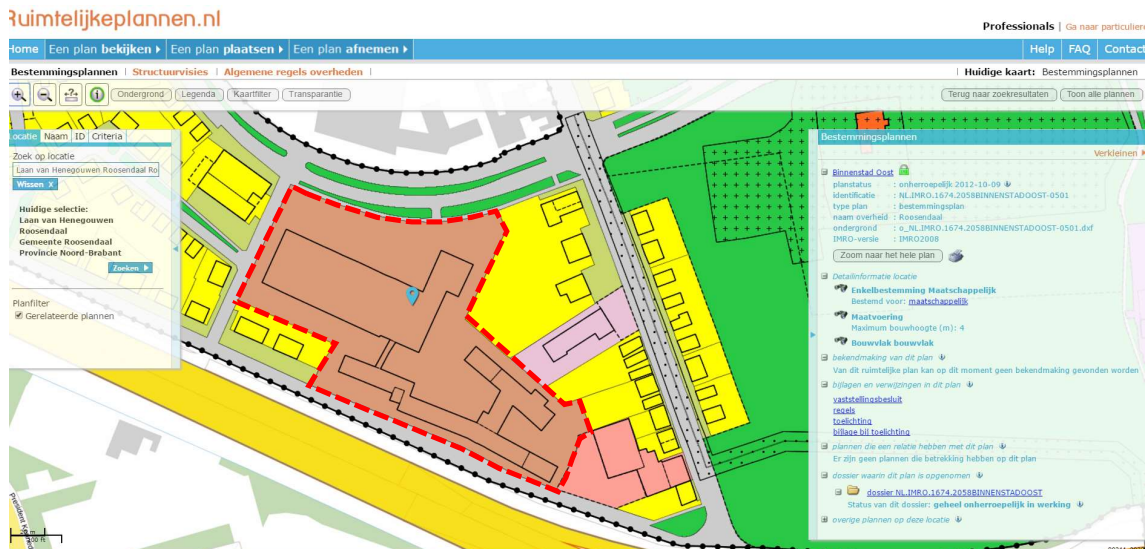 Ruimtelijkeplannen.nl
Professionals | Ga naar particuliere
Home Een plan bekijken Een plan plaatsen Een plan afnemen Help FAQ Contact
Bestemmingsplannen | Structuurvisies | Algemene regels overheden | Huidige kaart: Bestemmingsplannen
Ondergrond Legenda Kaartfilter Transparantie Terug naar zoekresultaten Toon alle plannen
Locatie Naam ID Criteria
Zoek op locatie
Laan van Henegouwen Roosendaal Ro
Wissen X
Huidige selectie:
Laan van Henegouwen
Roosendaal
Gemeente Roosendaal
Provincie Noord-Brabant
Zoeken
Planfilter
Gerelateerde plannen
Bestemmingsplannen
Verkleinen
Binnenstad Oost
planstatus : onherroepelijk 2012-10-09
identificatie : NL.IMRO.1674.2058BINNENSTADOOST-0501
type plan : bestemmingsplan
naam overheid : Roosendaal
ondergrond : o_NL.IMRO.1674.2058BINNENSTADOOST-0501.dxf
IMRO-versie : IMRO2008
Zoom naar het hele plan
Detailinformatie locatie
Enkelbestemming Maatschappelijk
Bestemd voor: maatschappelijk
Maatvoering
Maximum bouwhoogte (m): 4
Bouwvlak bouwvlak
bekendmaking van dit plan
Van dit ruimtelijke plan kan op dit moment geen bekendmaking gevonden worden
bijlagen en verwijzingen in dit plan
vaststellingsbesluit
regels
toelichting
bijlage bij toelichting
plannen die een relatie hebben met dit plan
Er zijn geen plannen die betrekking hebben op dit plan
dossier waarin dit plan is opgenomen
dossier NL.IMRO.1674.2058BINNENSTADOOST
Status van dit dossier: geheel onherroepelijk in werking
overige plannen op deze locatie
President
200 ft